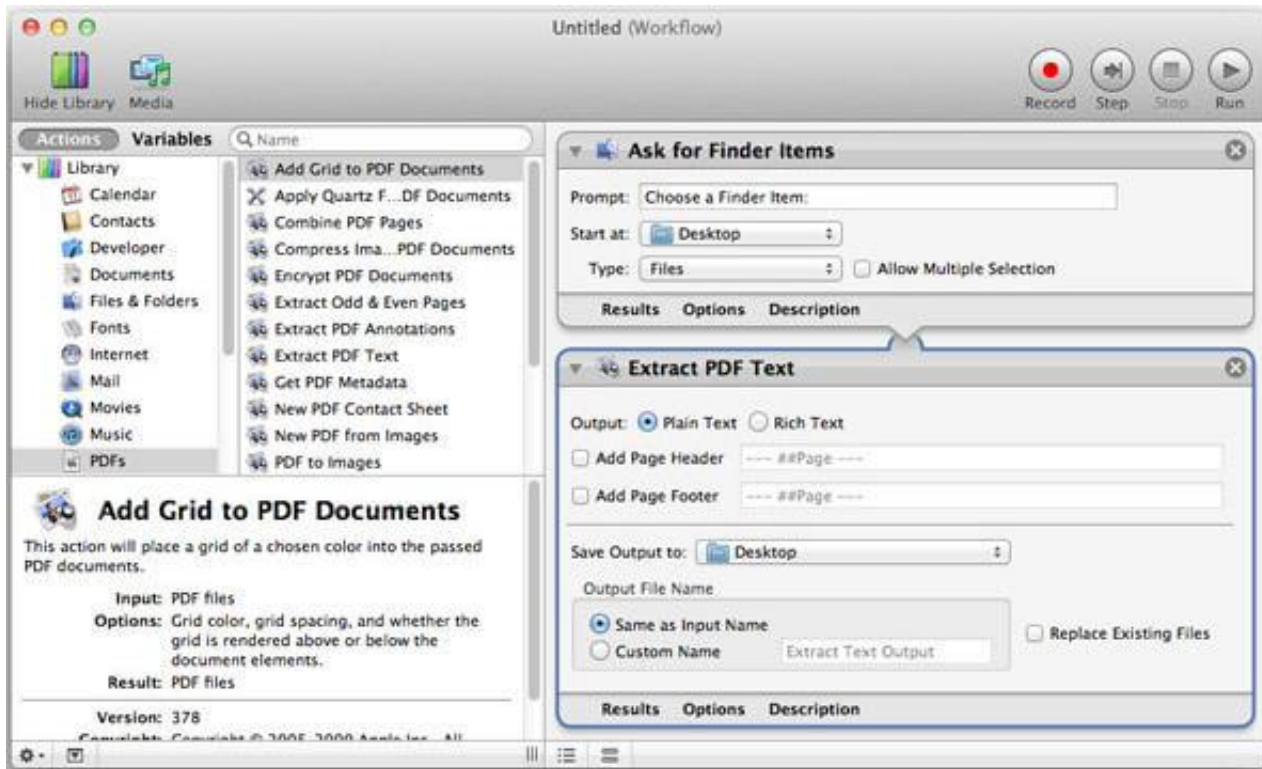 Untitled (Workflow)
Hide Library Media
Record Step Stop Run
Actions Variables Name
Library
Calendar
Contacts
Developer
Documents
Files & Folders
Fonts
Internet
Mail
Movies
Music
PDFs
Add Grid to PDF Documents
Apply Quartz F...DF Documents
Combine PDF Pages
Compress Ima...PDF Documents
Encrypt PDF Documents
Extract Odd & Even Pages
Extract PDF Annotations
Extract PDF Text
Get PDF Metadata
New PDF Contact Sheet
New PDF from Images
PDF to Images
Add Grid to PDF Documents
This action will place a grid of a chosen color into the passed
PDF documents.
Input: PDF files
Options: Grid color, grid spacing, and whether the
grid is rendered above or below the
document elements.
Result: PDF files
Version: 378
Copyright: Copyright © 2005-2009 Apple Inc. All
Ask for Finder Items
Prompt: Choose a Finder Item:
Start at: Desktop
Type: Files Allow Multiple Selection
Results Options Description
Extract PDF Text
Output: Plain Text Rich Text
Add Page Header --- ##Page ---
Add Page Footer --- ##Page ---
Save Output to: Desktop
Output File Name
Same as Input Name
Custom Name Extract Text Output
Replace Existing Files
Results Options Description